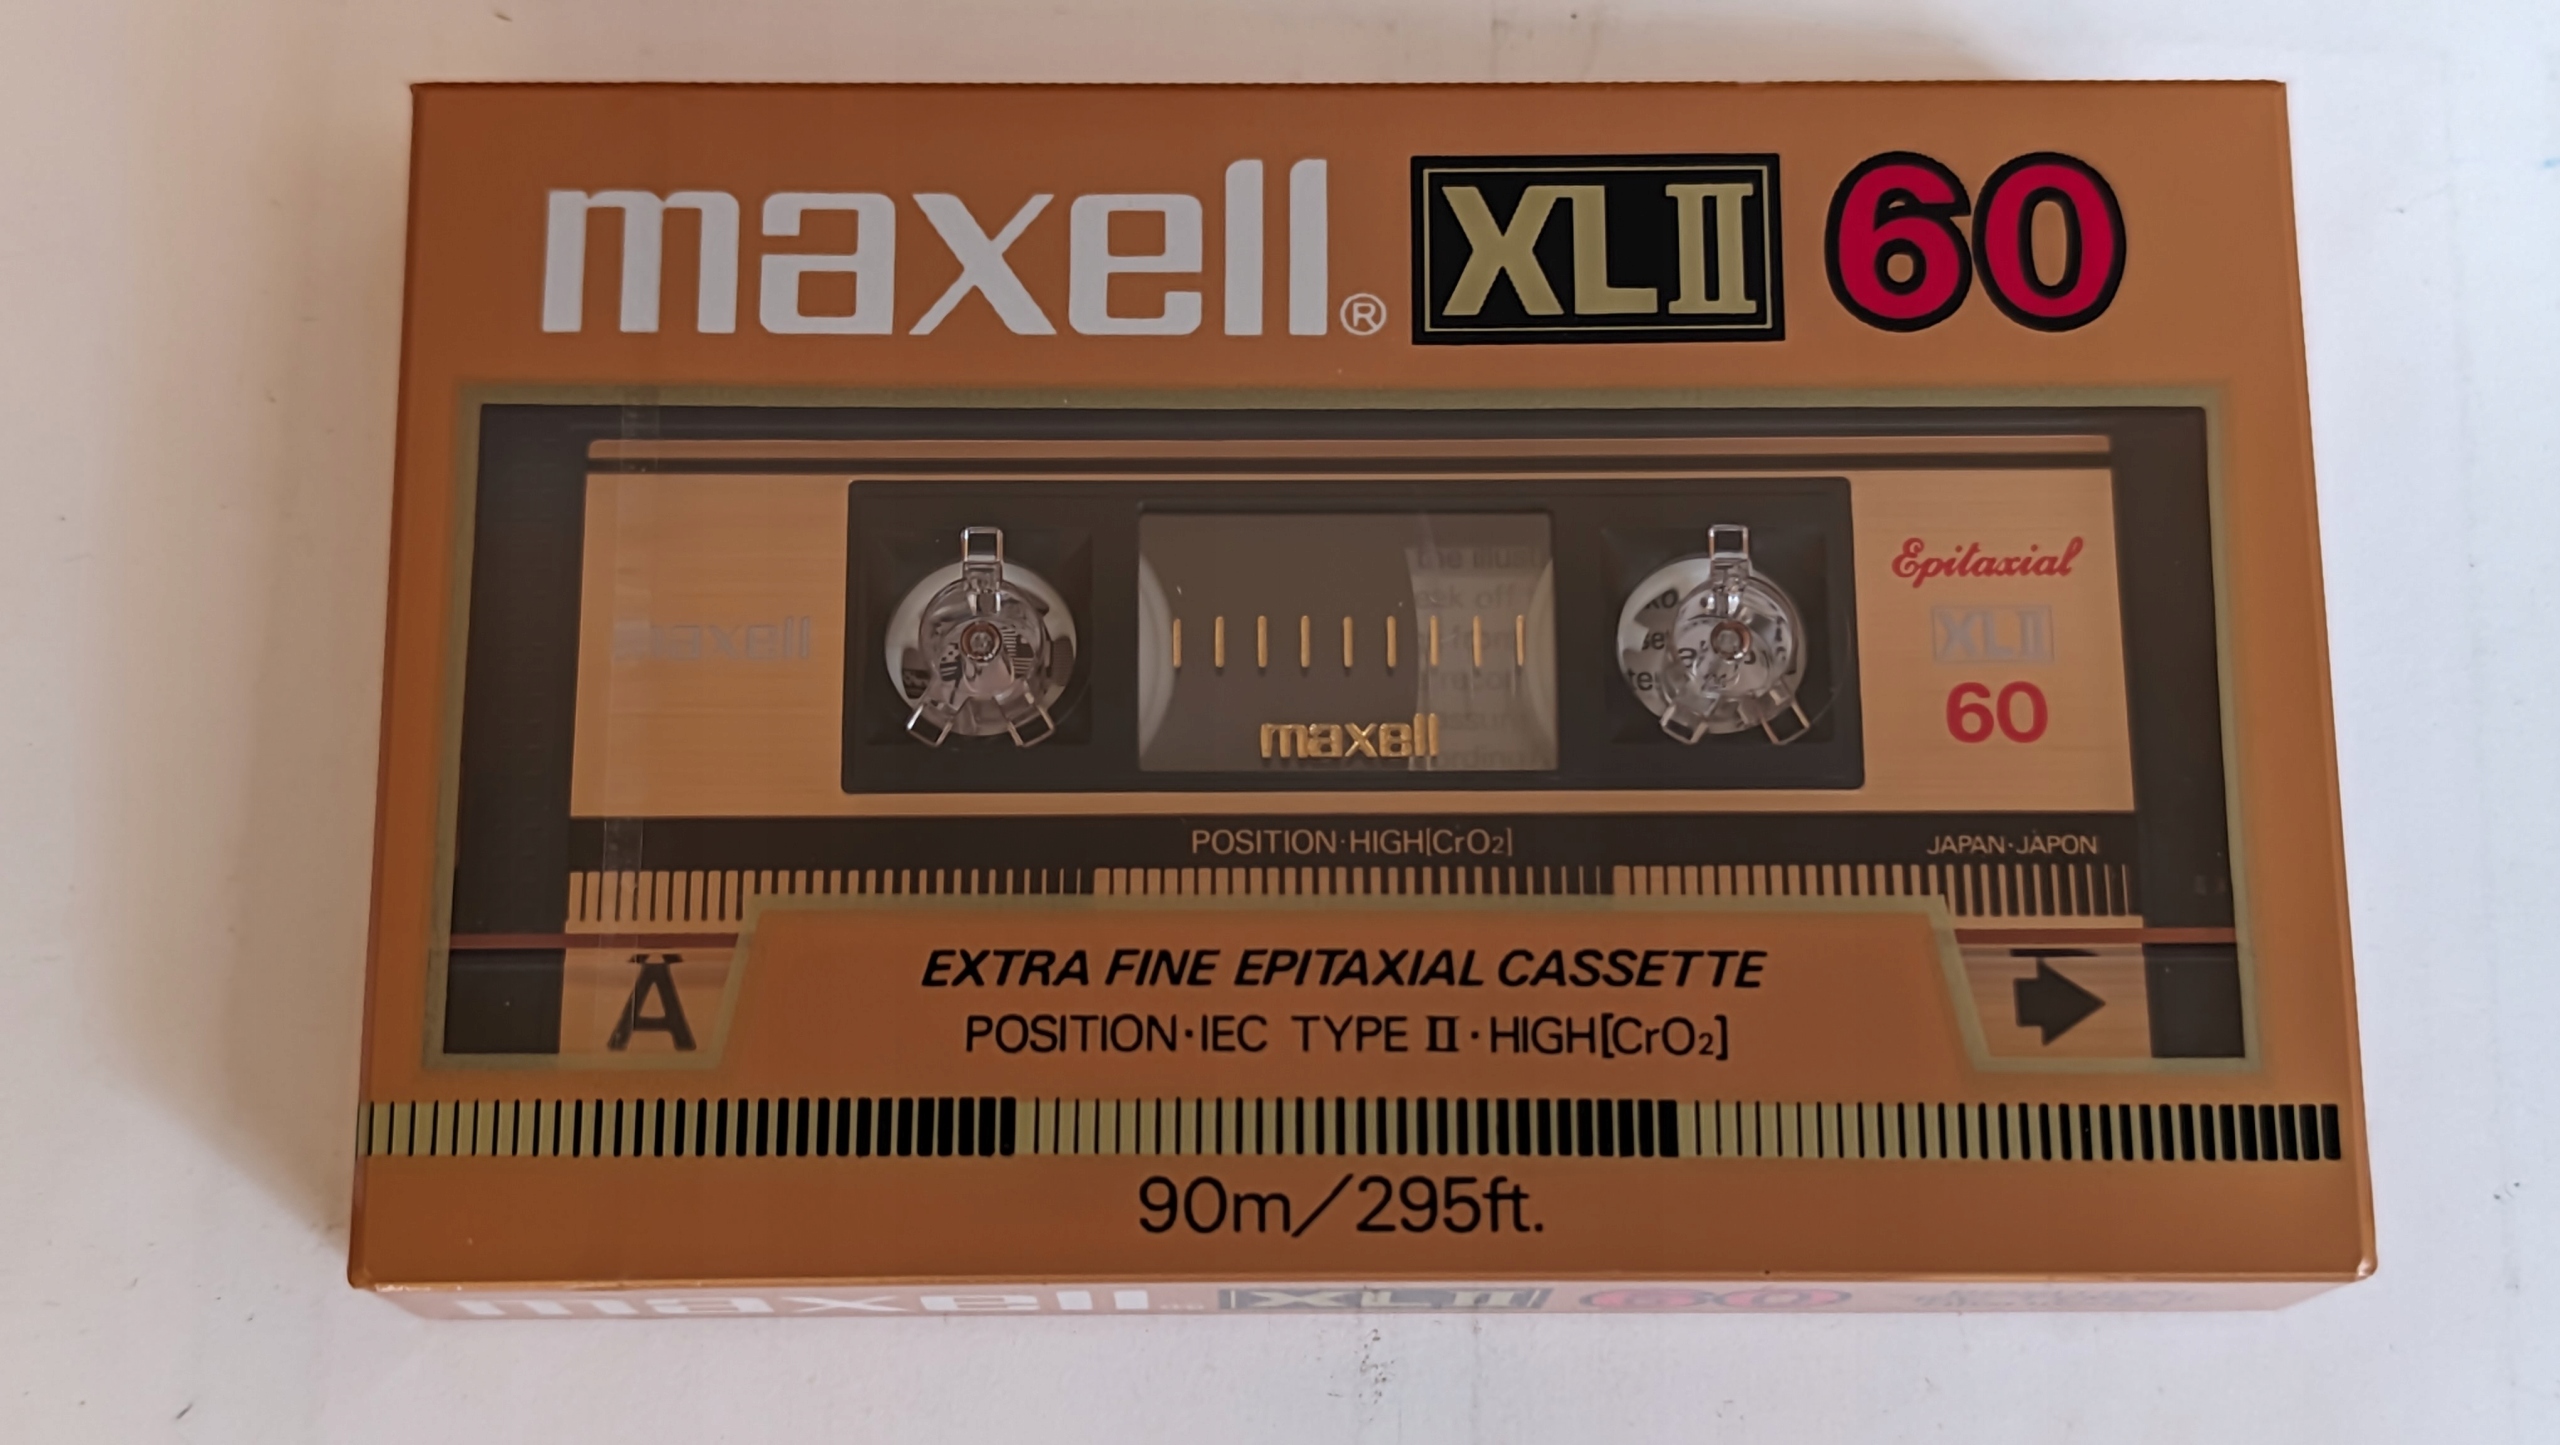 maxell® XLII 60
Epitaxial
maxell
XLII
60
maxell
POSITION·HIGH[CrO2]
JAPAN·JAPON
A
EXTRA FINE EPITAXIAL CASSETTE
POSITION·IEC TYPE II·HIGH[CrO2]
90m/295ft.
maxell XLII 60